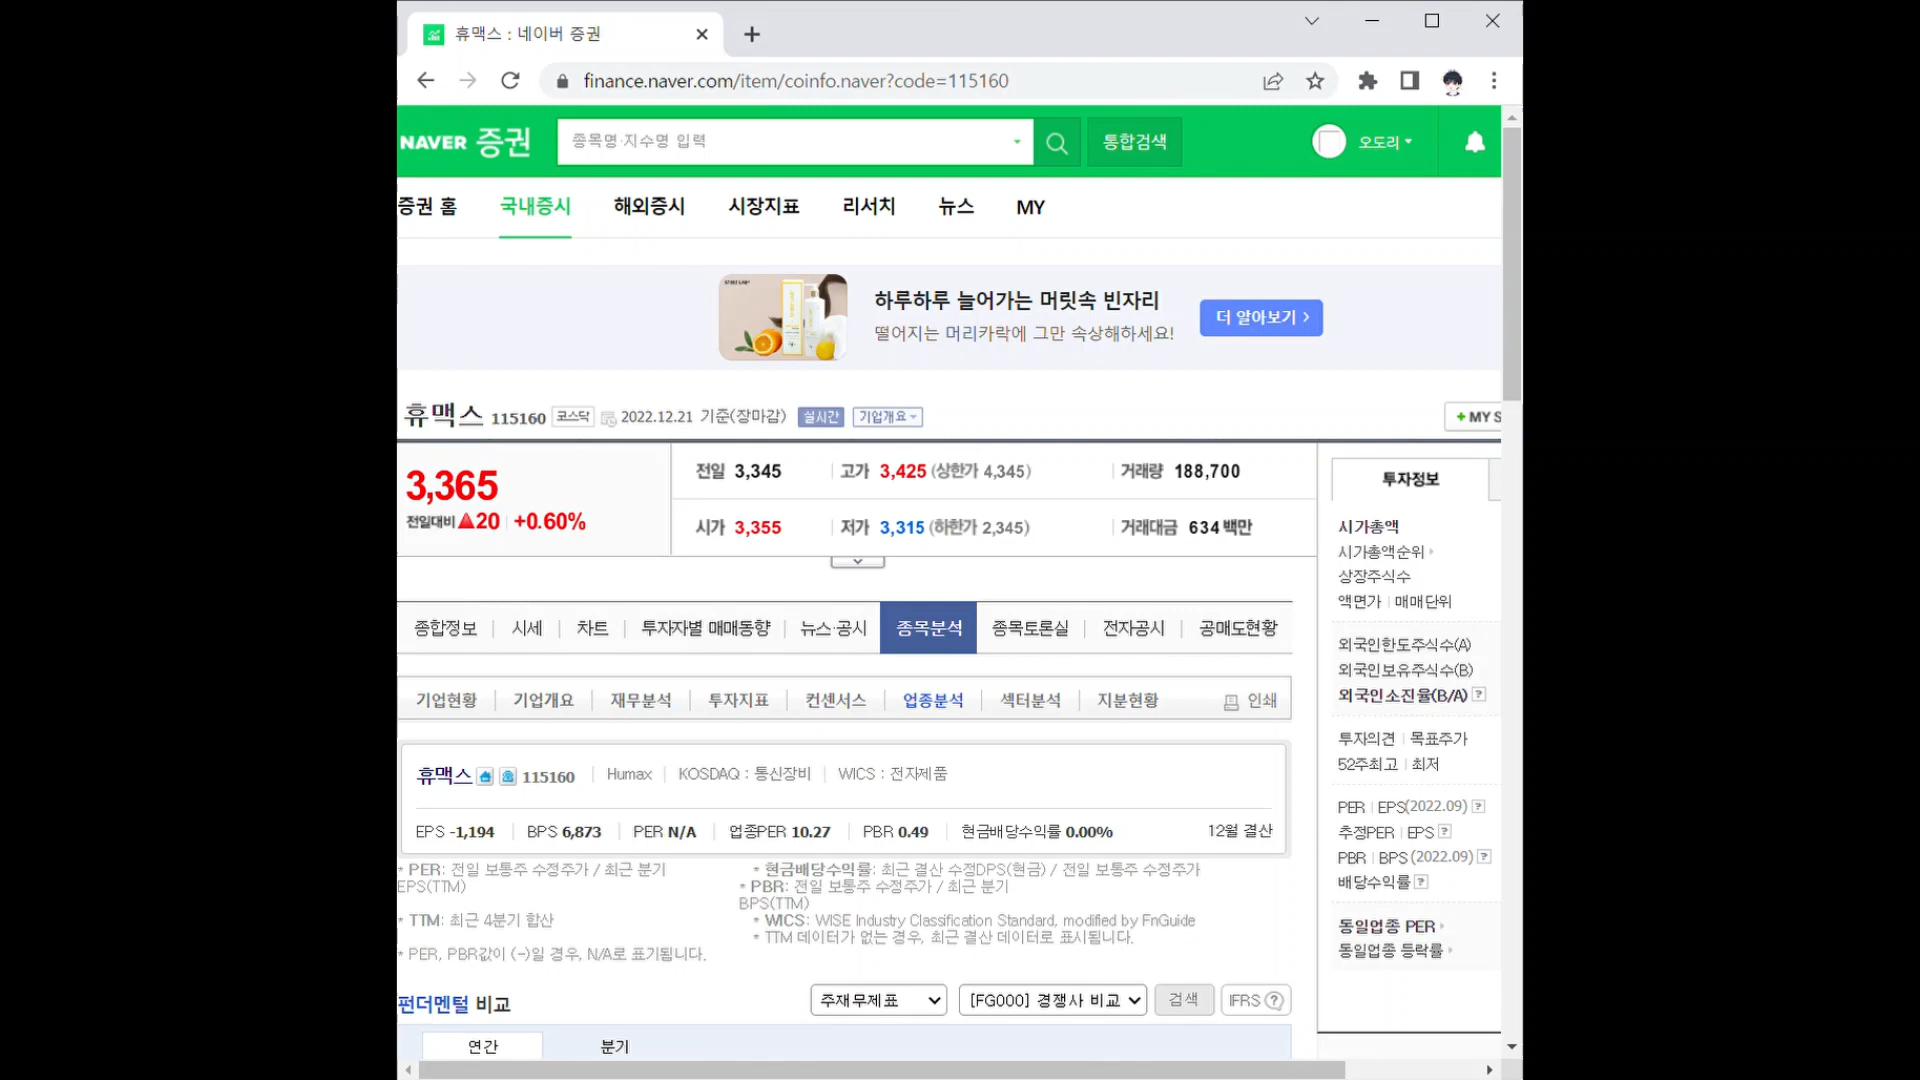 휴맥스 : 네이버 증권
finance.naver.com/item/coinfo.naver?code=115160
NAVER 증권 종목명·지수명 입력 통합검색 오도리
증권 홈 국내증시 해외증시 시장지표 리서치 뉴스 MY
하루하루 늘어가는 머릿속 빈자리
떨어지는 머리카락에 그만 속상해하세요!
더 알아보기 >
휴맥스 115160 코스닥 2022.12.21 기준(장마감) 실시간 기업개요 + MY S
3,365
전일대비 ▲20 +0.60%
전일 3,345 고가 3,425 (상한가 4,345) 거래량 188,700
시가 3,355 저가 3,315 (하한가 2,345) 거래대금 634 백만
종합정보 시세 차트 투자자별 매매동향 뉴스·공시 종목분석 종목토론실 전자공시 공매도현황
기업현황 기업개요 재무분석 투자지표 컨센서스 업종분석 섹터분석 지분현황 인쇄
휴맥스 115160 Humax KOSDAQ : 통신장비 WICS : 전자제품
EPS -1,194 BPS 6,873 PER N/A 업종PER 10.27 PBR 0.49 현금배당수익률 0.00% 12월 결산
* PER: 전일 보통주 수정주가 / 최근 분기
EPS(TTM)
* 현금배당수익률: 최근 결산 수정DPS(현금) / 전일 보통주 수정주가
* PBR: 전일 보통주 수정주가 / 최근 분기
BPS(TTM)
* TTM: 최근 4분기 합산
* WICS: WISE Industry Classification Standard, modified by FnGuide
* TTM 데이터가 없는 경우, 최근 결산 데이터로 표시됩니다.
* PER, PBR값이 (-)일 경우, N/A로 표기됩니다.
펀더멘털 비교 주재무제표 [FG000] 경쟁사 비교 검색 IFRS ?
연간 분기
투자정보
시가총액
시가총액순위
상장주식수
액면가 | 매매단위
외국인한도주식수(A)
외국인보유주식수(B)
외국인소진율(B/A) ?
투자의견 | 목표주가
52주최고 | 최저
PER | EPS(2022.09) ?
추정PER | EPS ?
PBR | BPS (2022.09) ?
배당수익률 ?
동일업종 PER
동일업종 등락률